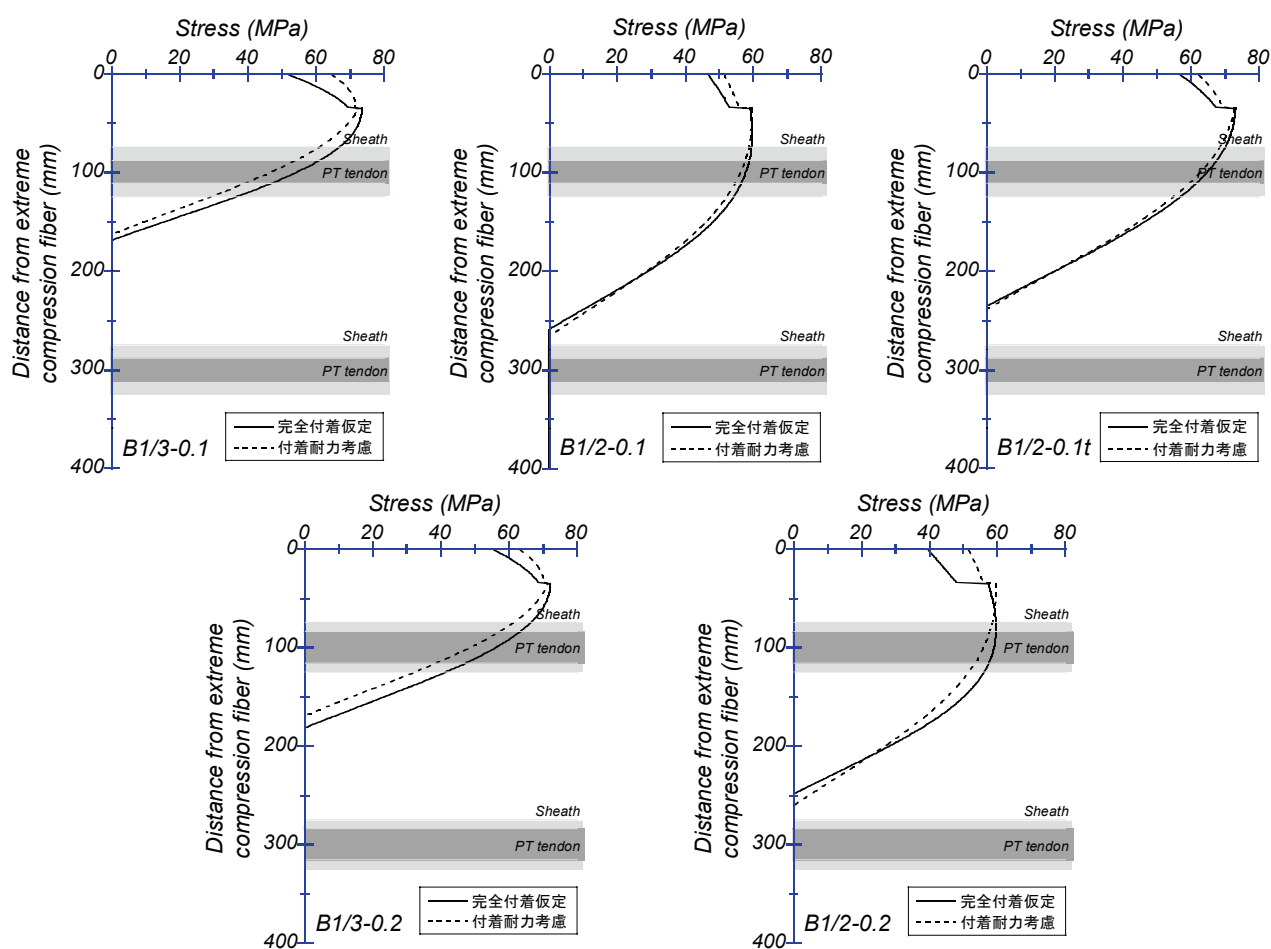 Stress (MPa)
0 20 40 60 80
0
100
200
300
400
Distance from extreme
compression fiber (mm)
Sheath
PT tendon
Sheath
PT tendon
B1/3-0.1
完全付着仮定
付着耐力考慮
Stress (MPa)
0 20 40 60 80
0
100
200
300
400
Distance from extreme
compression fiber (mm)
Sheath
PT tendon
Sheath
PT tendon
B1/2-0.1
完全付着仮定
付着耐力考慮
Stress (MPa)
0 20 40 60 80
0
100
200
300
400
Distance from extreme
compression fiber (mm)
Sheath
PT tendon
Sheath
PT tendon
B1/2-0.1t
完全付着仮定
付着耐力考慮
Stress (MPa)
0 20 40 60 80
0
100
200
300
400
Distance from extreme
compression fiber (mm)
Sheath
PT tendon
Sheath
PT tendon
B1/3-0.2
完全付着仮定
付着耐力考慮
Stress (MPa)
0 20 40 60 80
0
100
200
300
400
Distance from extreme
compression fiber (mm)
Sheath
PT tendon
Sheath
PT tendon
B1/2-0.2
完全付着仮定
付着耐力考慮